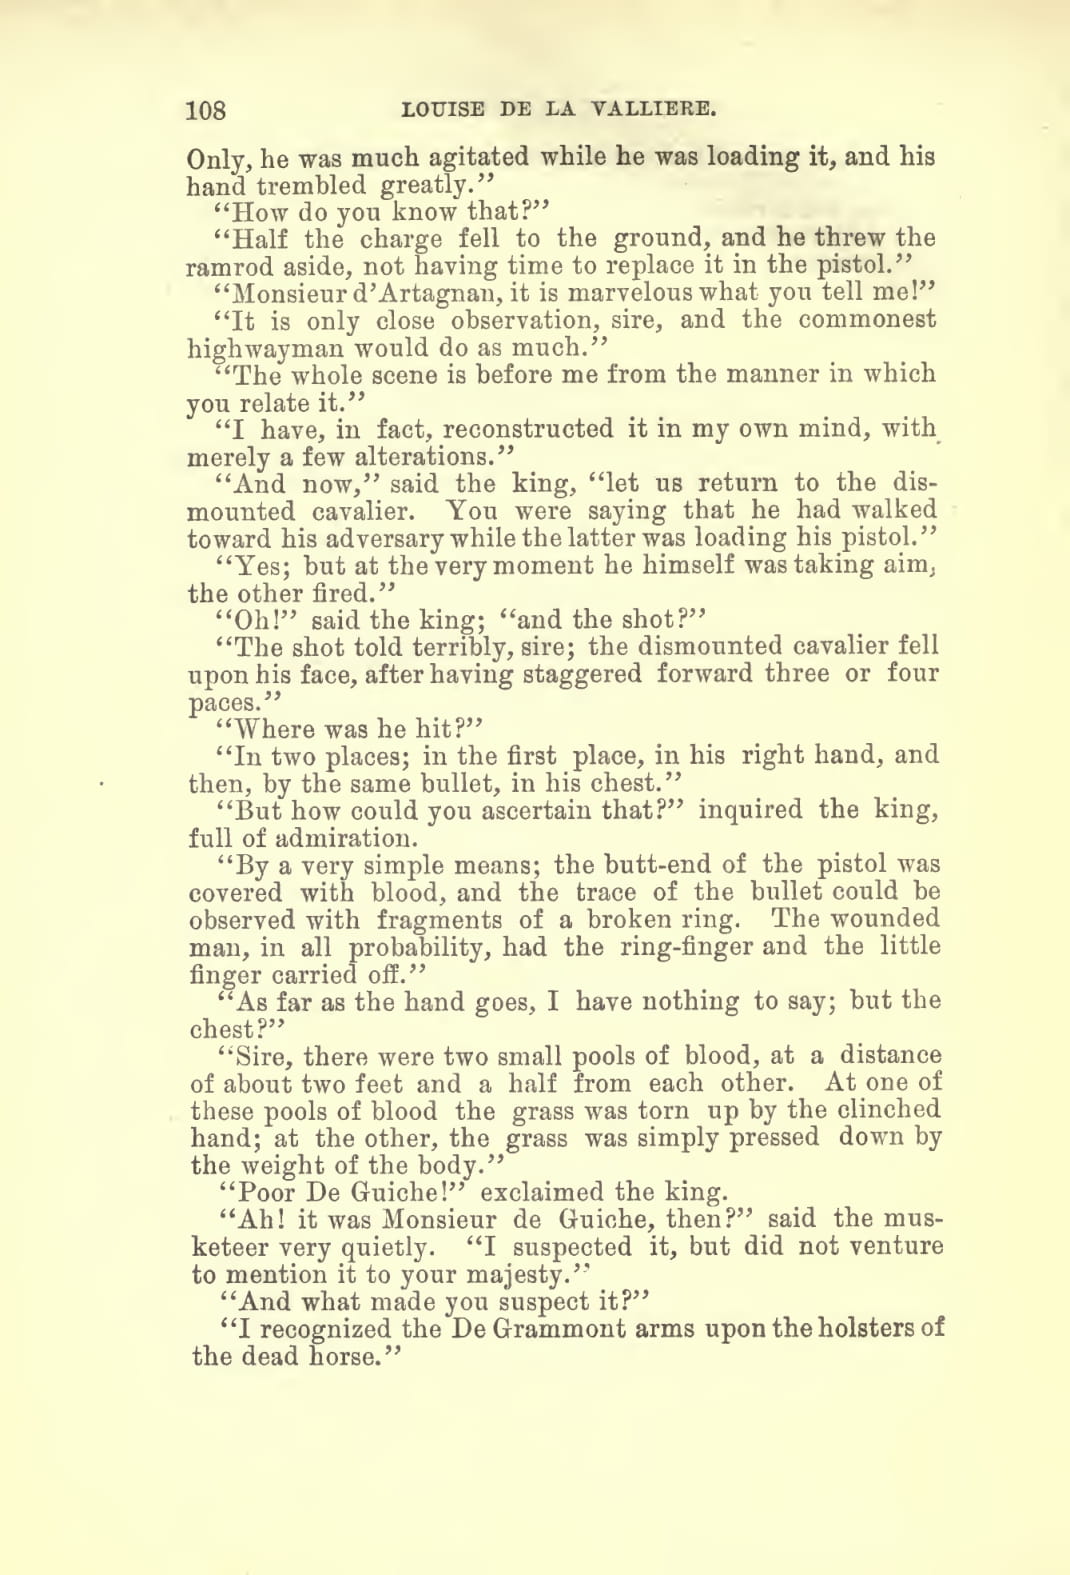 108 LOUISE DE LA VALLIERE.
Only, he was much agitated while he was loading it, and his
hand trembled greatly.”
“How do you know that?”
“Half the charge fell to the ground, and he threw the
ramrod aside, not having time to replace it in the pistol.”
“Monsieur d’Artagnan, it is marvelous what you tell me!”
“It is only close observation, sire, and the commonest
highwayman would do as much.”
“The whole scene is before me from the manner in which
you relate it.”
“I have, in fact, reconstructed it in my own mind, with
merely a few alterations.”
“And now,” said the king, “let us return to the dis-
mounted cavalier. You were saying that he had walked
toward his adversary while the latter was loading his pistol.”
“Yes; but at the very moment he himself was taking aim,
the other fired.”
“Oh!” said the king; “and the shot?”
“The shot told terribly, sire; the dismounted cavalier fell
upon his face, after having staggered forward three or four
paces.”
“Where was he hit?”
“In two places; in the first place, in his right hand, and
then, by the same bullet, in his chest.”
“But how could you ascertain that?” inquired the king,
full of admiration.
“By a very simple means; the butt-end of the pistol was
covered with blood, and the trace of the bullet could be
observed with fragments of a broken ring. The wounded
man, in all probability, had the ring-finger and the little
finger carried off.”
“As far as the hand goes, I have nothing to say; but the
chest?”
“Sire, there were two small pools of blood, at a distance
of about two feet and a half from each other. At one of
these pools of blood the grass was torn up by the clinched
hand; at the other, the grass was simply pressed down by
the weight of the body.”
“Poor De Guiche!” exclaimed the king.
“Ah! it was Monsieur de Guiche, then?” said the mus-
keteer very quietly. “I suspected it, but did not venture
to mention it to your majesty.”
“And what made you suspect it?”
“I recognized the De Grammont arms upon the holsters of
the dead horse.”